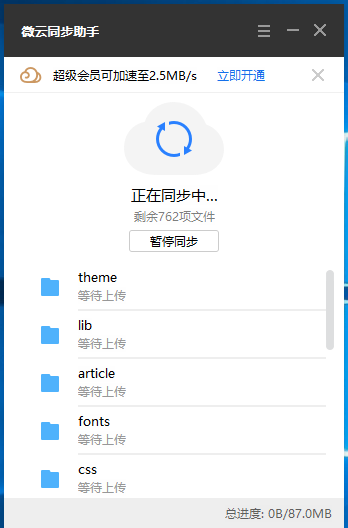 微云同步助手
超级会员可加速至2.5MB/s 立即开通
正在同步中...
剩余762项文件
暂停同步
theme
等待上传
lib
等待上传
article
等待上传
fonts
等待上传
css
等待上传
总进度: 0B/87.0MB